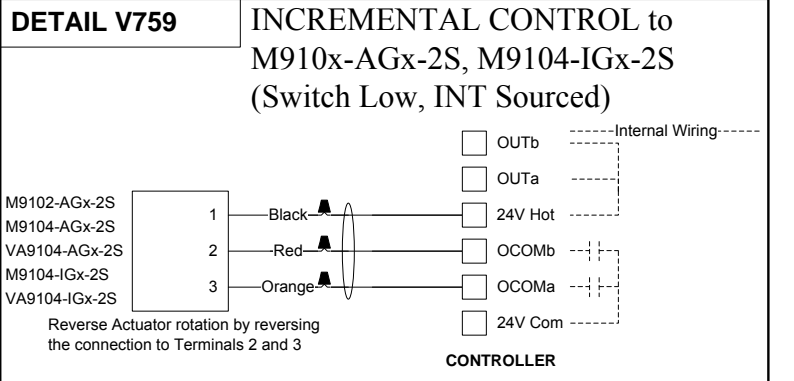 DETAIL V759
INCREMENTAL CONTROL to
M910x-AGx-2S, M9104-IGx-2S
(Switch Low, INT Sourced)
OUTb
Internal Wiring
OUTa
M9102-AGx-2S
M9104-AGx-2S
VA9104-AGx-2S
M9104-IGx-2S
VA9104-IGx-2S
1 Black 24V Hot
2 Red OCOMb
3 Orange OCOMa
24V Com
Reverse Actuator rotation by reversing
the connection to Terminals 2 and 3
CONTROLLER